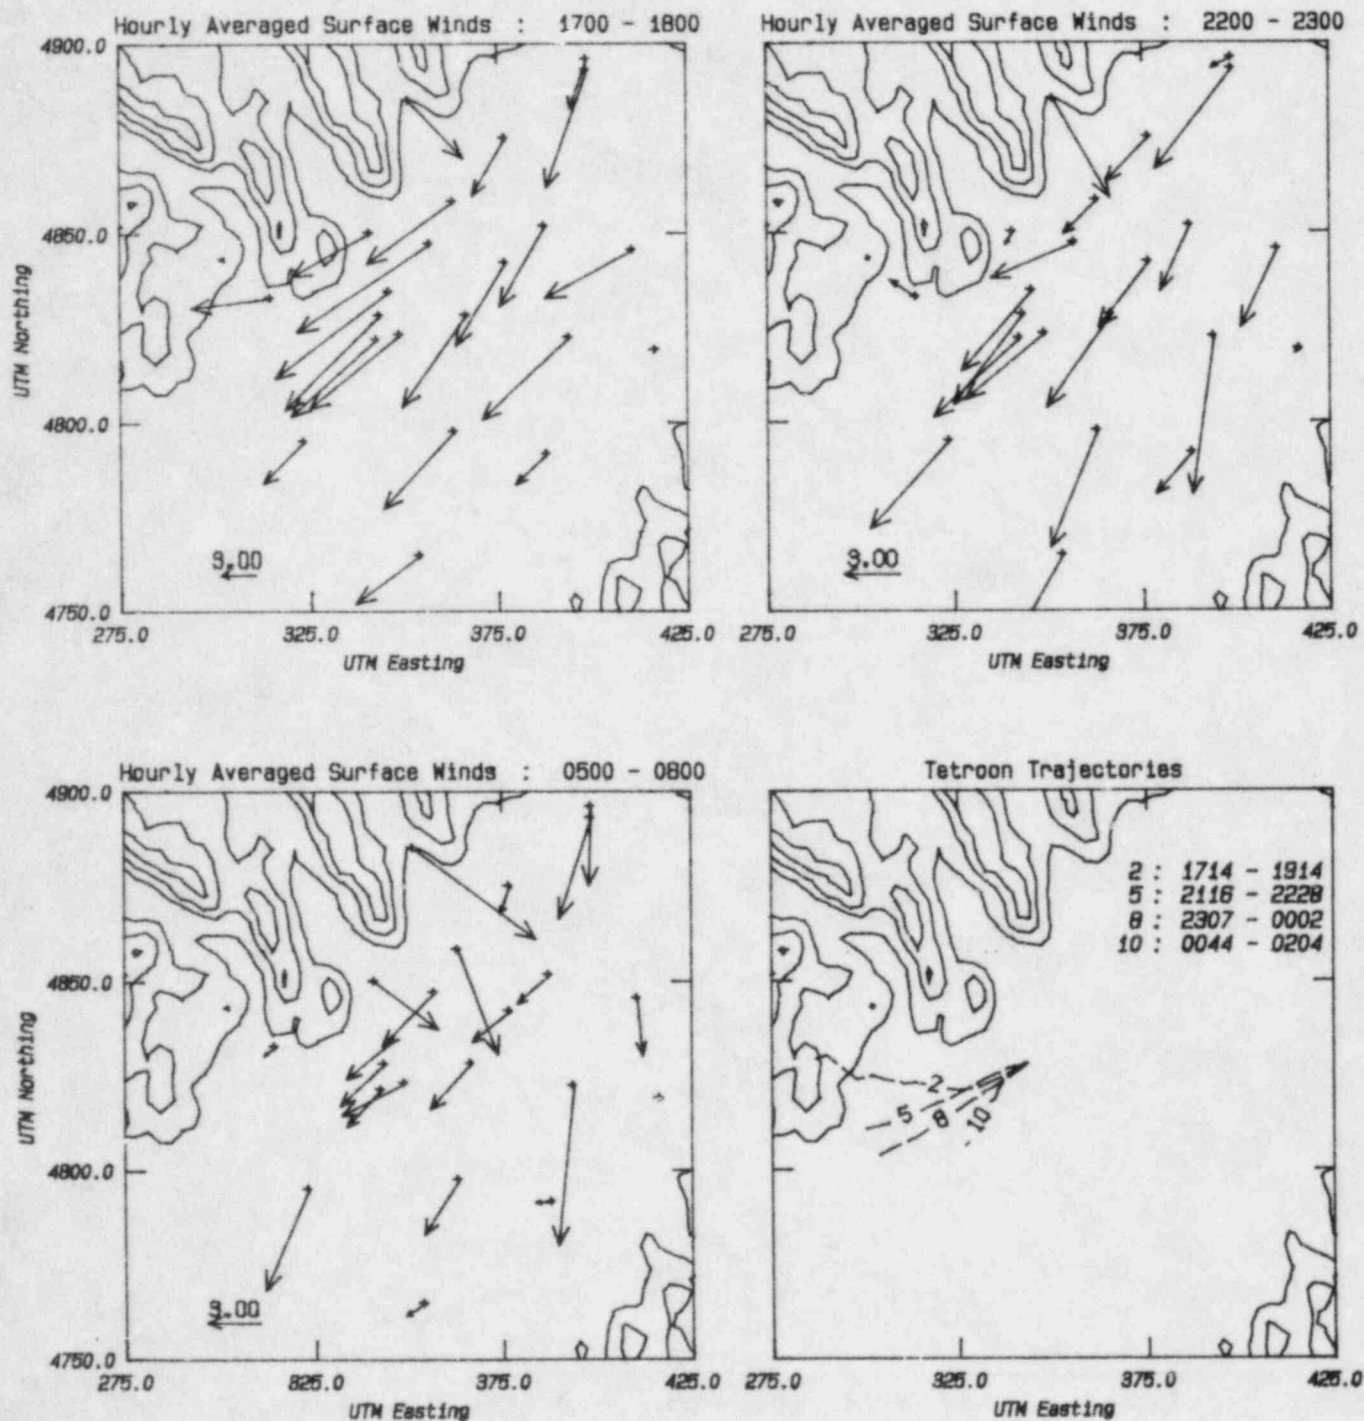 Hourly Averaged Surface Winds : 1700 - 1800
4900.0
4850.0
4800.0
4750.0
UTM Northing
9.00
275.0 325.0 375.0 425.0
UTM Easting
Hourly Averaged Surface Winds : 2200 - 2300
9.00
275.0 325.0 375.0 425.0
UTM Easting
Hourly Averaged Surface Winds : 0500 - 0800
4900.0
4850.0
4800.0
4750.0
UTM Northing
9.00
275.0 825.0 375.0 425.0
UTM Easting
Tetroon Trajectories
2 : 1714 - 1914
5 : 2116 - 2228
8 : 2307 - 0002
10 : 0044 - 0204
2
5
8
10
275.0 325.0 375.0 425.0
UTM Easting